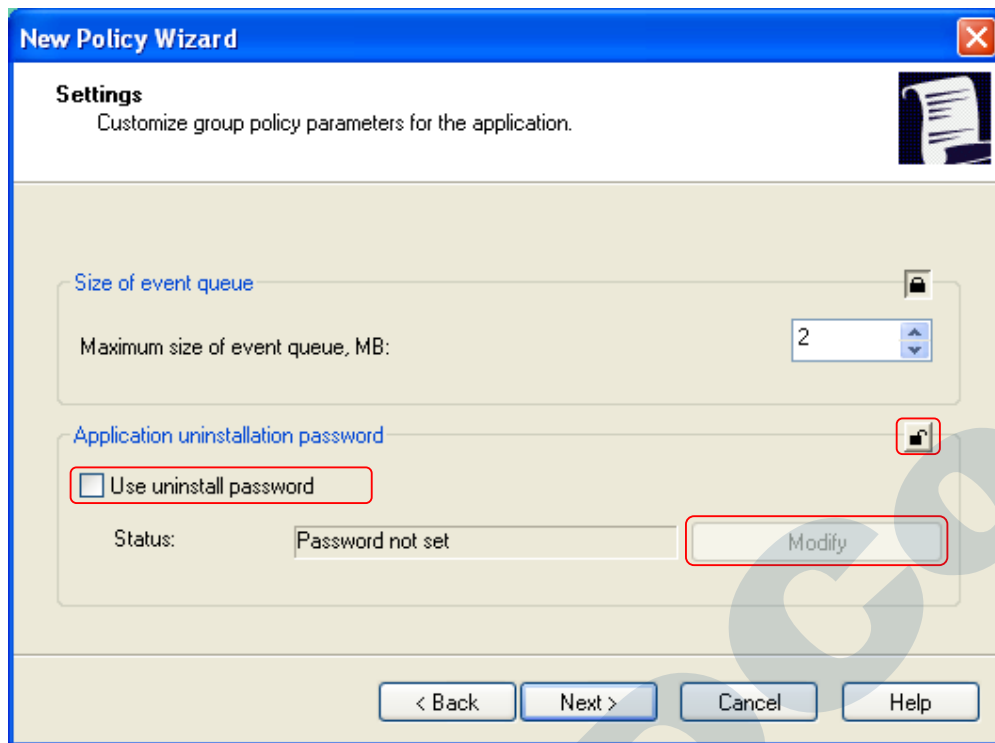 New Policy Wizard
Settings
Customize group policy parameters for the application.
Size of event queue
Maximum size of event queue, MB:
2
Application uninstallation password
Use uninstall password
Status:
Password not set
Modify
< Back
Next >
Cancel
Help